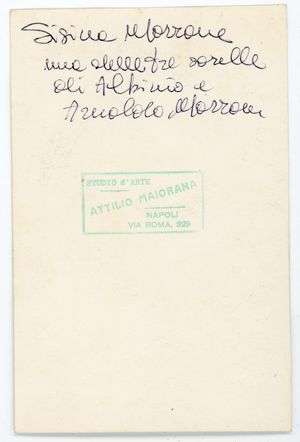 Sisina Morrone
una delle tre sorelle
di Albino e
Arnoldo Morrone
STUDIO d'ARTE
ATTILIO MAIORANA
NAPOLI
VIA ROMA, 329